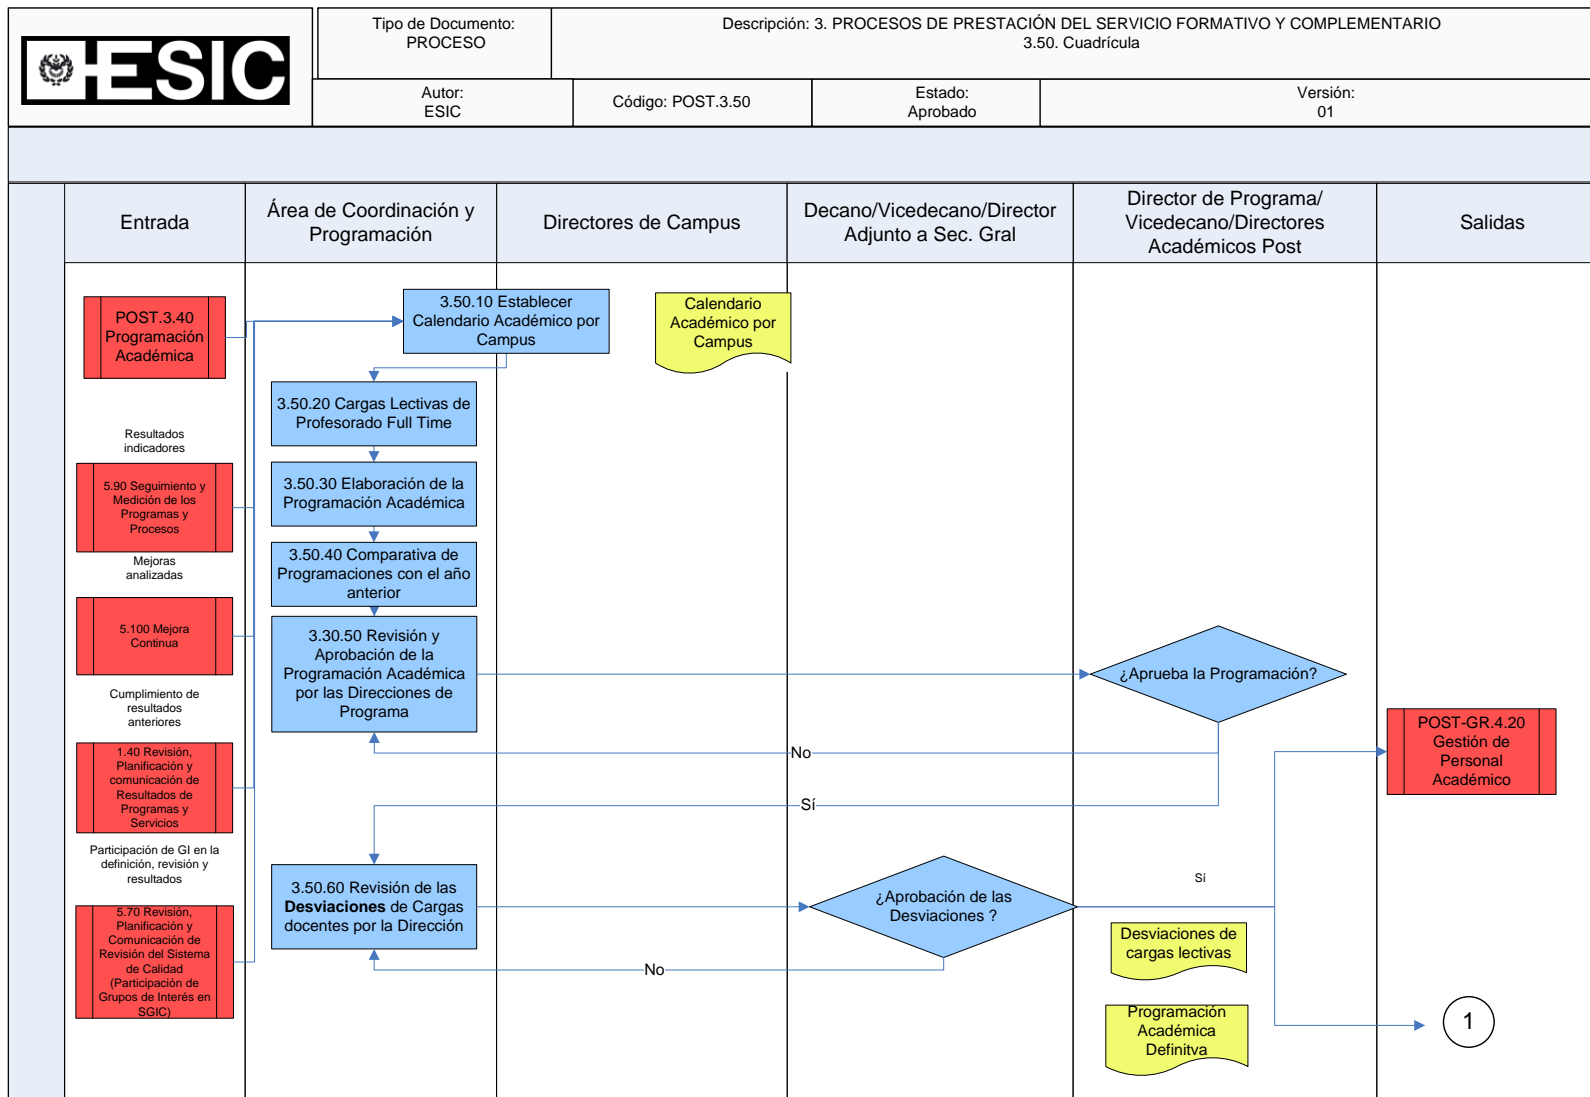 ESIC
Tipo de Documento:
PROCESO
Descripción: 3. PROCESOS DE PRESTACIÓN DEL SERVICIO FORMATIVO Y COMPLEMENTARIO
3.50. Cuadrícula
Autor:
ESIC
Código: POST.3.50
Estado:
Aprobado
Versión:
01
Entrada
Área de Coordinación y
Programación
Directores de Campus
Decano/Vicedecano/Director
Adjunto a Sec. Gral
Director de Programa/
Vicedecano/Directores
Académicos Post
Salidas
POST.3.40
Programación
Académica
Resultados
indicadores
5.90 Seguimiento y
Medición de los
Programas y
Procesos
Mejoras
analizadas
5.100 Mejora
Continua
Cumplimiento de
resultados
anteriores
1.40 Revisión,
Planificación y
comunicación de
Resultados de
Programas y
Servicios
Participación de GI en la
definición, revisión y
resultados
5.70 Revisión,
Planificación y
Comunicación de
Revisión del Sistema
de Calidad
(Participación de
Grupos de Interés en
SGIC)
3.50.10 Establecer
Calendario Académico por
Campus
Calendario
Académico por
Campus
3.50.20 Cargas Lectivas de
Profesorado Full Time
3.50.30 Elaboración de la
Programación Académica
3.50.40 Comparativa de
Programaciones con el año
anterior
3.30.50 Revisión y
Aprobación de la
Programación Académica
por las Direcciones de
Programa
¿Aprueba la Programación?
No
Sí
3.50.60 Revisión de las
Desviaciones de Cargas
docentes por la Dirección
¿Aprobación de las
Desviaciones ?
No
Sí
Desviaciones de
cargas lectivas
Programación
Académica
Definitva
POST-GR.4.20
Gestión de
Personal
Académico
1